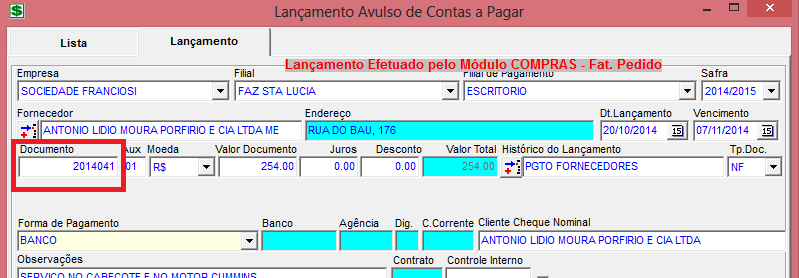 Lançamento Avulso de Contas a Pagar
Lista Lançamento
Lançamento Efetuado pelo Módulo COMPRAS - Fat. Pedido
Empresa Filial Filial de Pagamento Safra
SOCIEDADE FRANCIOSI FAZ STA LUCIA ESCRITORIO 2014/2015
Fornecedor Endereço Dt.Lançamento Vencimento
ANTONIO LIDIO MOURA PORFIRIO E CIA LTDA ME RUA DO BAU, 176 20/10/2014 15 07/11/2014 15
Documento Aux Moeda Valor Documento Juros Desconto Valor Total Histórico do Lançamento Tp.Doc.
2014041 01 R$ 254.00 0.00 0.00 254.00 PGTO FORNECEDORES NF
Forma de Pagamento Banco Agência Dig. C.Corrente Cliente Cheque Nominal
BANCO ANTONIO LIDIO MOURA PORFIRIO E CIA LTDA
Observações Contrato Controle Interno
SERVIÇO NO CABEÇOTE E NO MOTOR CUMMINS